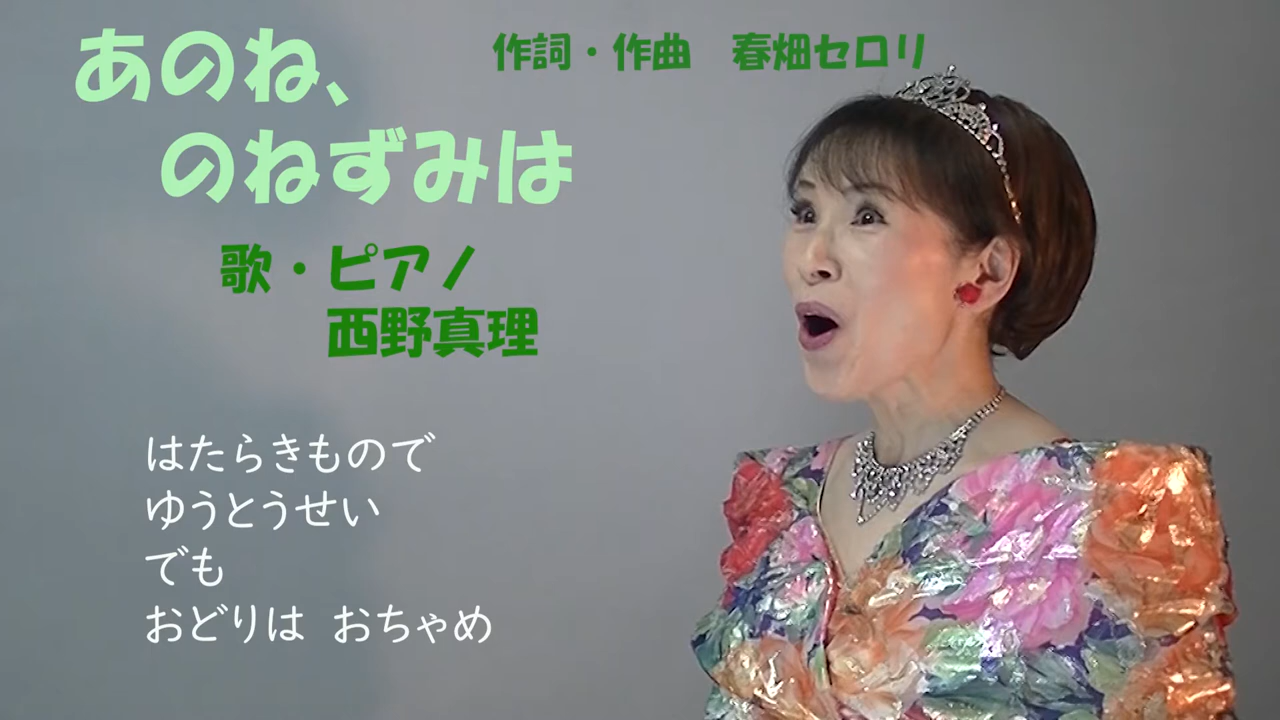 あのね、
のねずみは
作詞・作曲　春畑セロリ
歌・ピアノ
西野真理
はたらきもので
ゆうとうせい
でも
おどりは おちゃめ